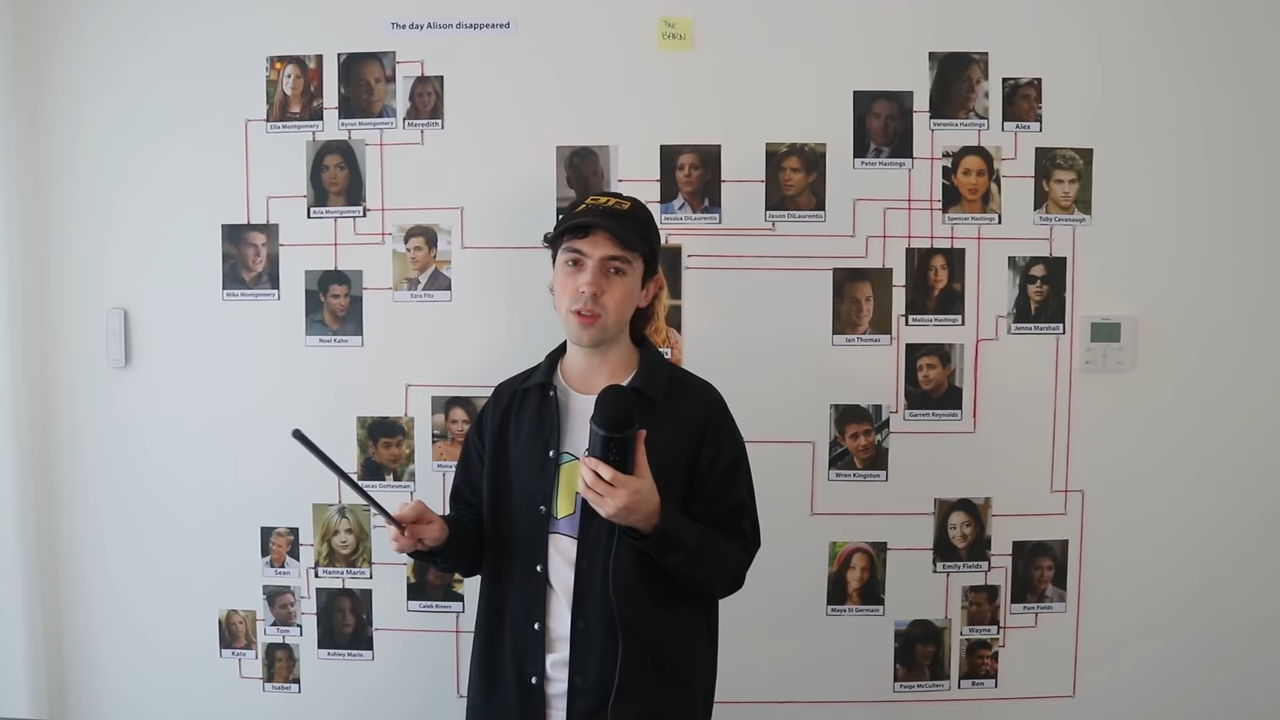 The day Alison disappeared
THE
BARN
Ella Montgomery
Byron Montgomery
Meredith
Veronica Hastings
Alex
Peter Hastings
Aria Montgomery
Jessica DiLaurentis
Jason DiLaurentis
Spencer Hastings
Toby Cavanaugh
Mike Montgomery
Ezra Fitz
Noel Kahn
Ian Thomas
Melissa Hastings
Jenna Marshall
Garrett Reynolds
Lucas Gottesman
Mona
Wren Kingston
Sean
Hanna Marin
Caleb Rivers
Emily Fields
Maya St Germain
Pam Fields
Tom
Wayne
Kate
Ashley Marin
Isabel
Paige McCullers
Ben